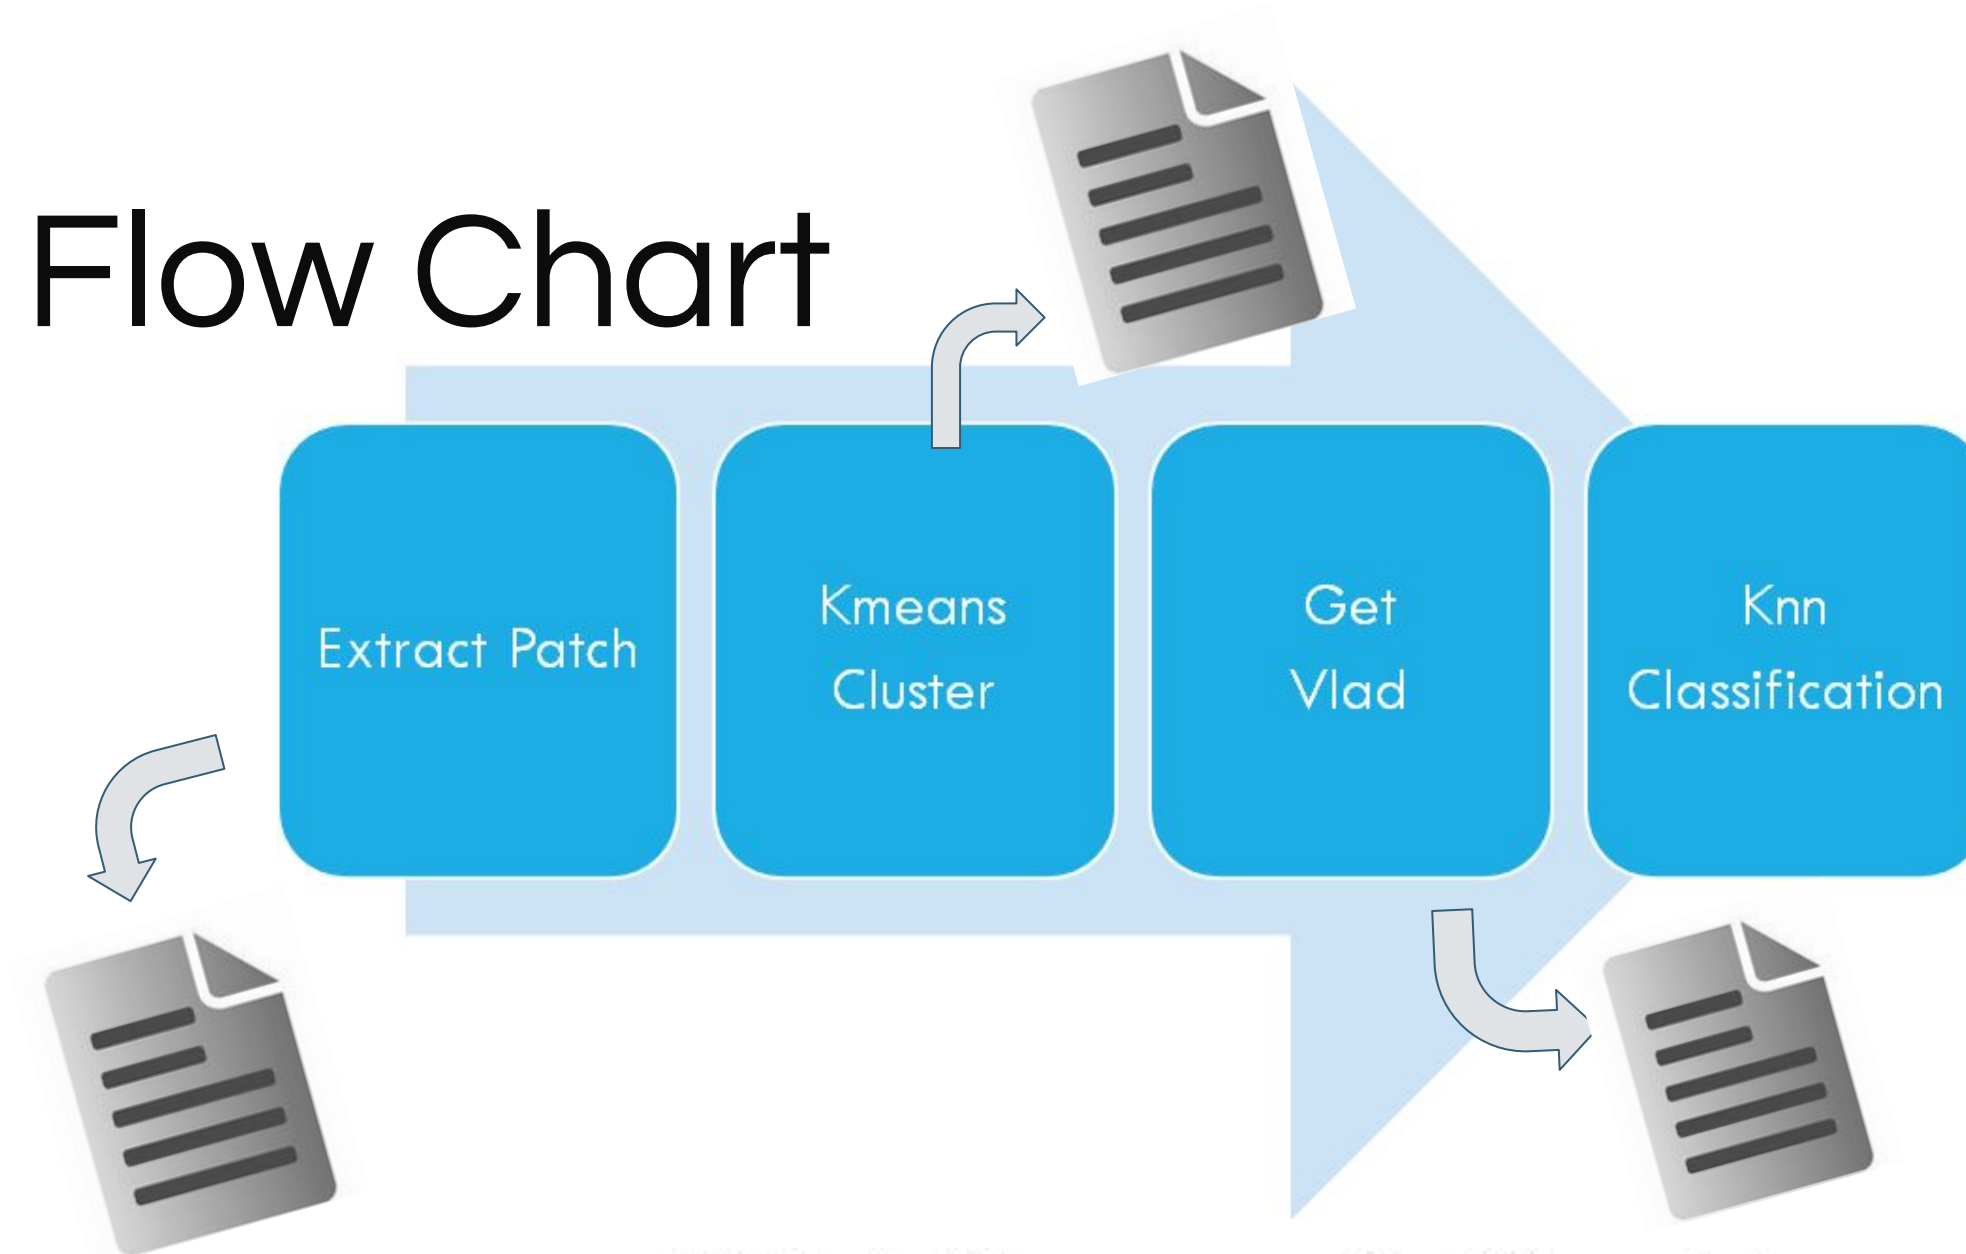 Flow Chart
Extract Patch
Kmeans
Cluster
Get
Vlad
Knn
Classification